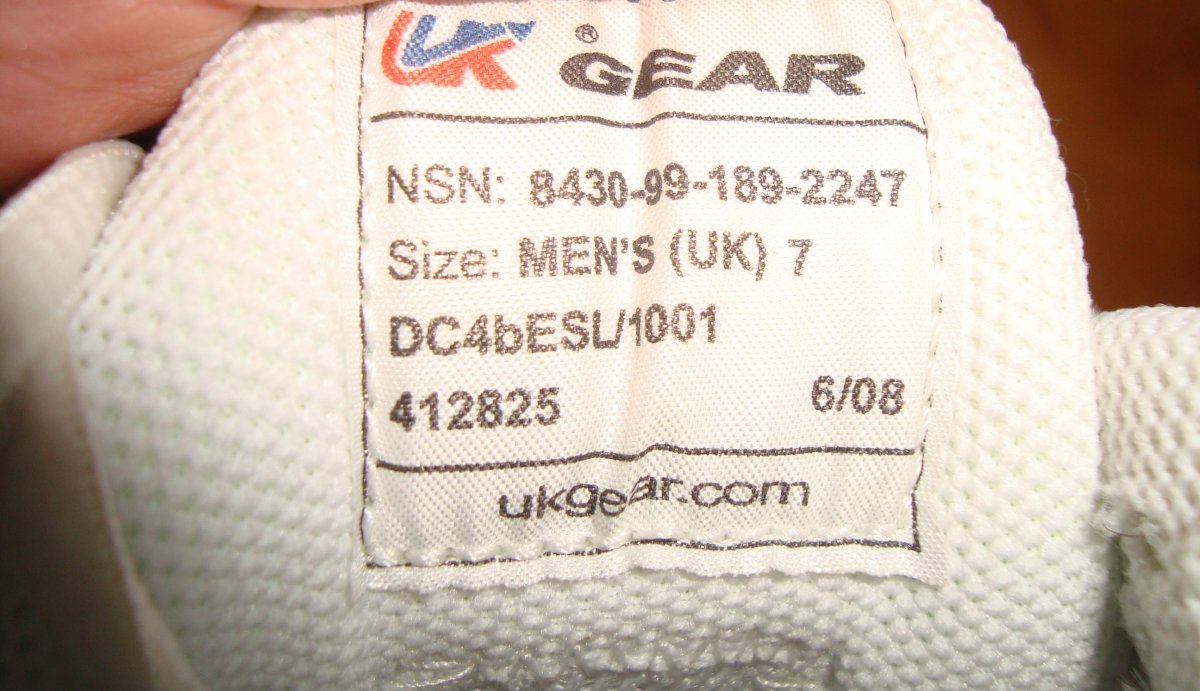 UK ® GEAR
NSN: 8430-99-189-2247
Size: MEN'S (UK) 7
DC4bESL/1001
412825 6/08
ukgear.com